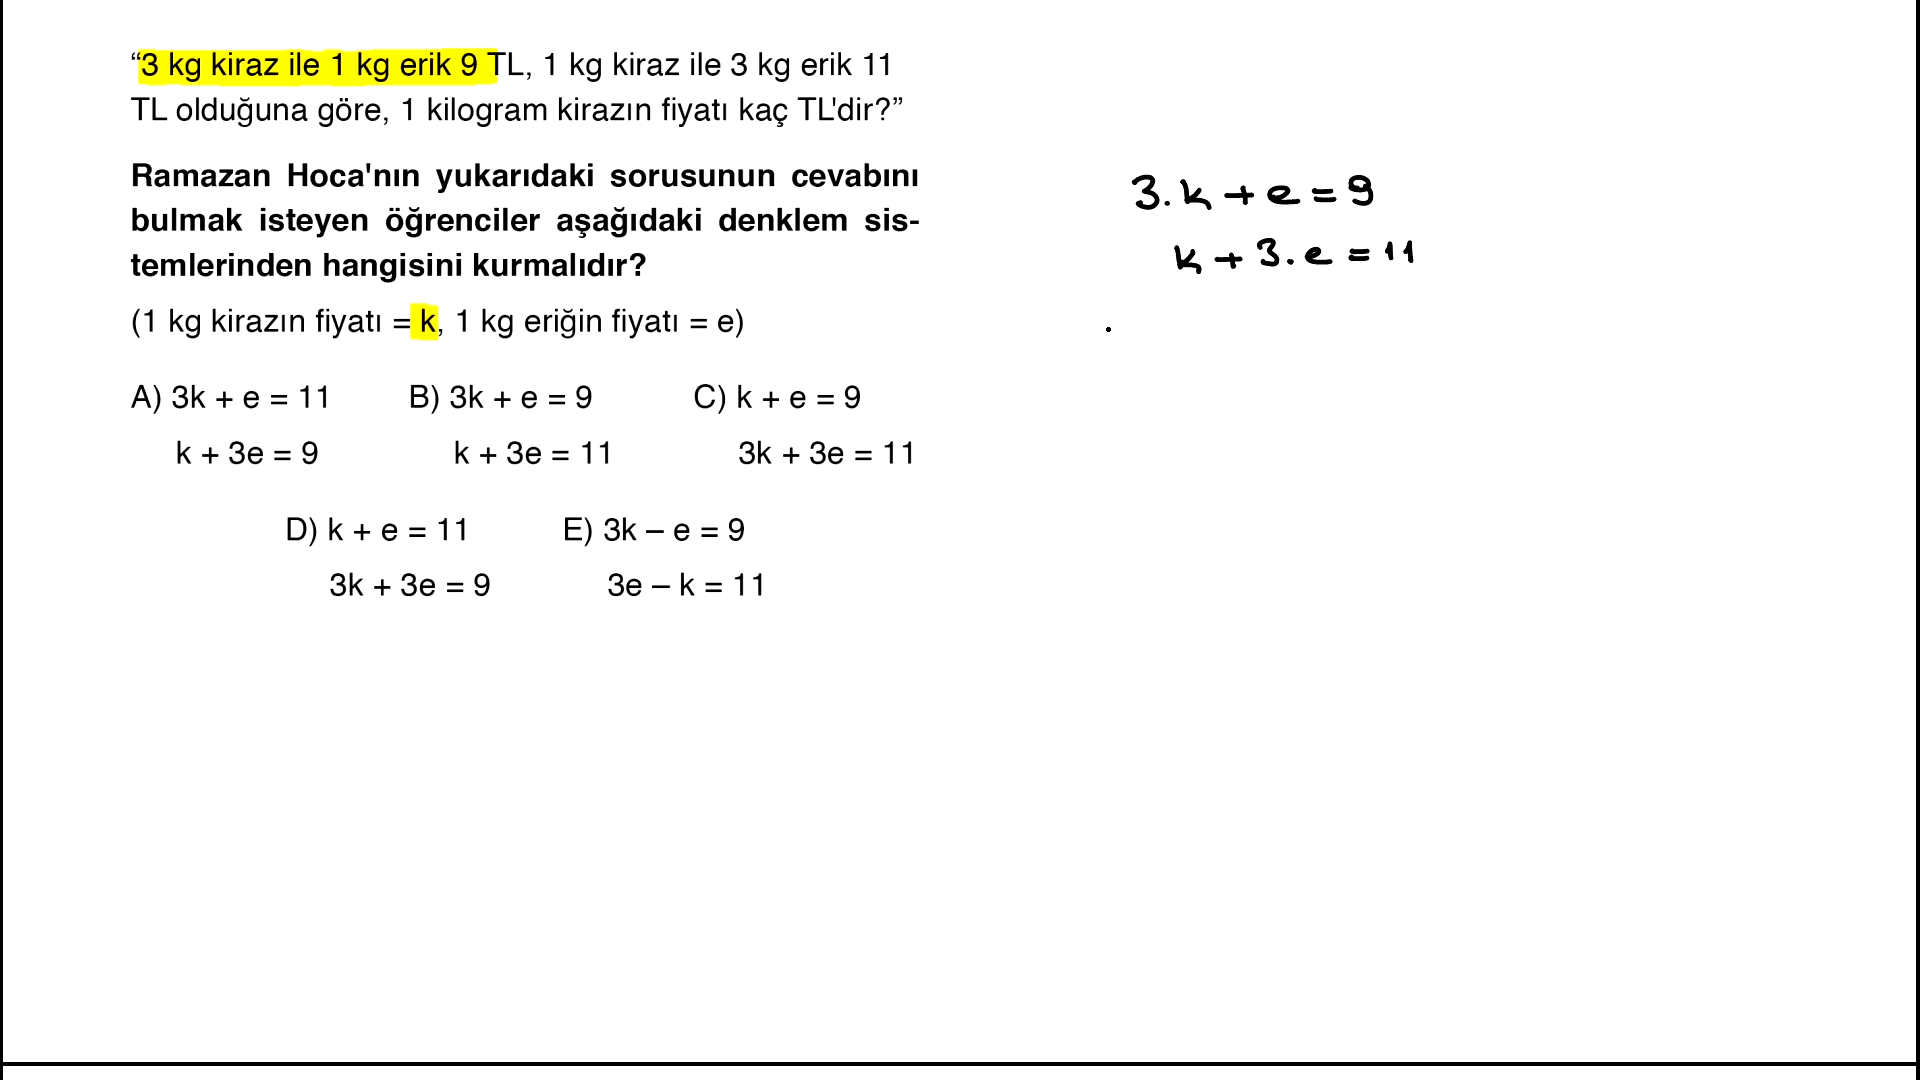 “3 kg kiraz ile 1 kg erik 9 TL, 1 kg kiraz ile 3 kg erik 11
TL olduğuna göre, 1 kilogram kirazın fiyatı kaç TL'dir?”
Ramazan Hoca'nın yukarıdaki sorusunun cevabını
bulmak isteyen öğrenciler aşağıdaki denklem sis-
temlerinden hangisini kurmalıdır?
(1 kg kirazın fiyatı = k, 1 kg eriğin fiyatı = e)
A) 3k + e = 11 B) 3k + e = 9 C) k + e = 9
k + 3e = 9 k + 3e = 11 3k + 3e = 11
D) k + e = 11 E) 3k – e = 9
3k + 3e = 9 3e – k = 11
3.k + e = 9
k + 3.e = 11